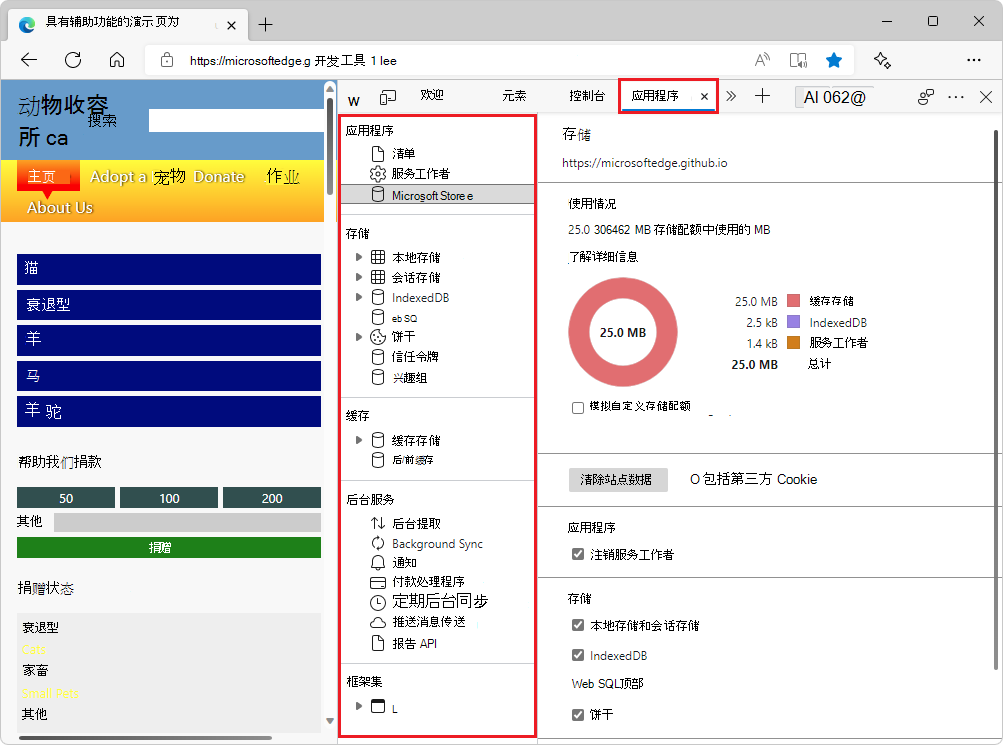 具有辅助功能的演示页面
https://microsoftedge.g 开发工具 1 lee
动物收容
所 ca
搜索
主页 Adopt a 宠物 Donate 作业
About Us
猫
衰退型
羊
马
羊 驼
帮助我们捐款
50 100 200
其他
捐赠
捐赠状态
衰退型
家畜
其他
W 欢迎 元素 控制台 应用程序 AI 062@
应用程序
清单
服务工作者
Microsoft Store e
存储
本地存储
会话存储
IndexedDB
eb SQ
饼干
信任令牌
兴趣组
缓存
缓存存储
后/前缓存
后台服务
后台提取
Background Sync
通知
付款处理程序
定期后台同步
推送消息传送
报告 API
框架集
L
存储
https://microsoftedge.github.io
使用情况
25.0 306462 MB 存储配额中使用的 MB
了解详细信息
25.0 MB
25.0 MB 缓存存储
2.5 kB IndexedDB
1.4 kB 服务工作者
25.0 MB 总计
模拟自定义存储配额
清除站点数据 O 包括第三方 Cookie
应用程序
注销服务工作者
存储
本地存储和会话存储
IndexedDB
Web SQL顶部
饼干